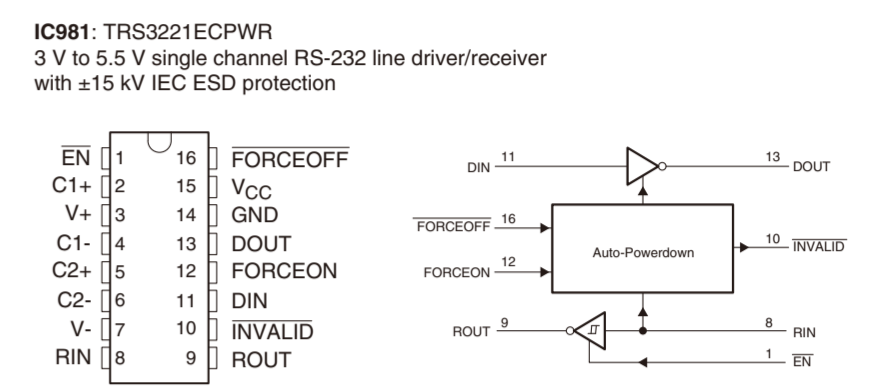 IC981: TRS3221ECPWR
3 V to 5.5 V single channel RS-232 line driver/receiver
with ±15 kV IEC ESD protection
EN 1 16 FORCEOFF
C1+ 2 15 VCC
V+ 3 14 GND
C1- 4 13 DOUT
C2+ 5 12 FORCEON
C2- 6 11 DIN
V- 7 10 INVALID
RIN 8 9 ROUT
DIN 11 13 DOUT
FORCEOFF 16
Auto-Powerdown
10 INVALID
FORCEON 12
ROUT 9 8 RIN
1 EN